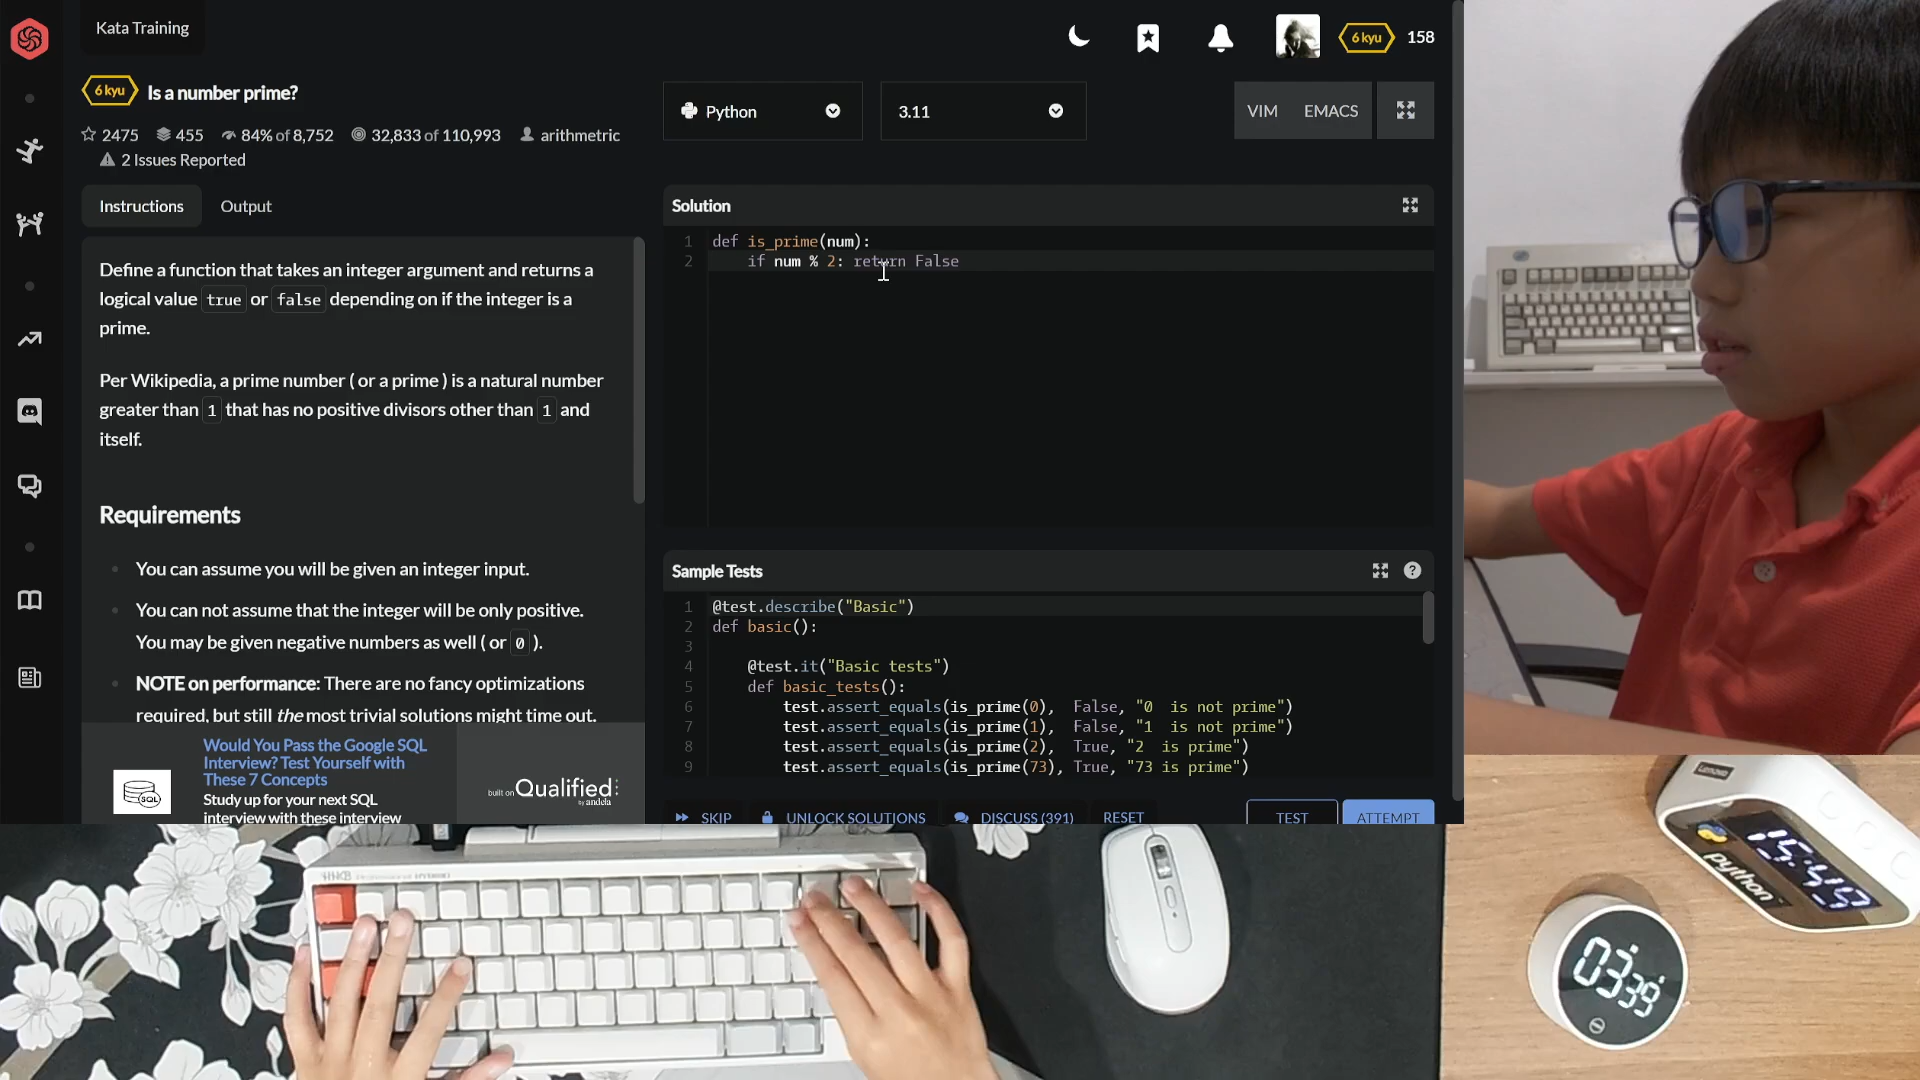 Kata Training
6 kyu
158
6 kyu
Is a number prime?
2475
455
84% of 8,752
32,833 of 110,993
arithmetric
2 Issues Reported
Python
3.11
VIM
EMACS
Instructions
Output
Define a function that takes an integer argument and returns a
logical value true or false depending on if the integer is a
prime.
Per Wikipedia, a prime number ( or a prime ) is a natural number
greater than 1 that has no positive divisors other than 1 and
itself.
Requirements
You can assume you will be given an integer input.
You can not assume that the integer will be only positive.
You may be given negative numbers as well ( or 0 ).
NOTE on performance: There are no fancy optimizations
required, but still the most trivial solutions might time out.
Would You Pass the Google SQL
Interview? Test Yourself with
These 7 Concepts
Study up for your next SQL
interview with these interview
SQL
built on Qualified
by andela
Solution
1 def is_prime(num):
2 if num % 2: return False
Sample Tests
?
1 @test.describe("Basic")
2 def basic():
3
4 @test.it("Basic tests")
5 def basic_tests():
6 test.assert_equals(is_prime(0), False, "0 is not prime")
7 test.assert_equals(is_prime(1), False, "1 is not prime")
8 test.assert_equals(is_prime(2), True, "2 is prime")
9 test.assert_equals(is_prime(73), True, "73 is prime")
SKIP
UNLOCK SOLUTIONS
DISCUSS (391)
RESET
TEST
ATTEMPT
HHKB
Lenovo
python
03:39